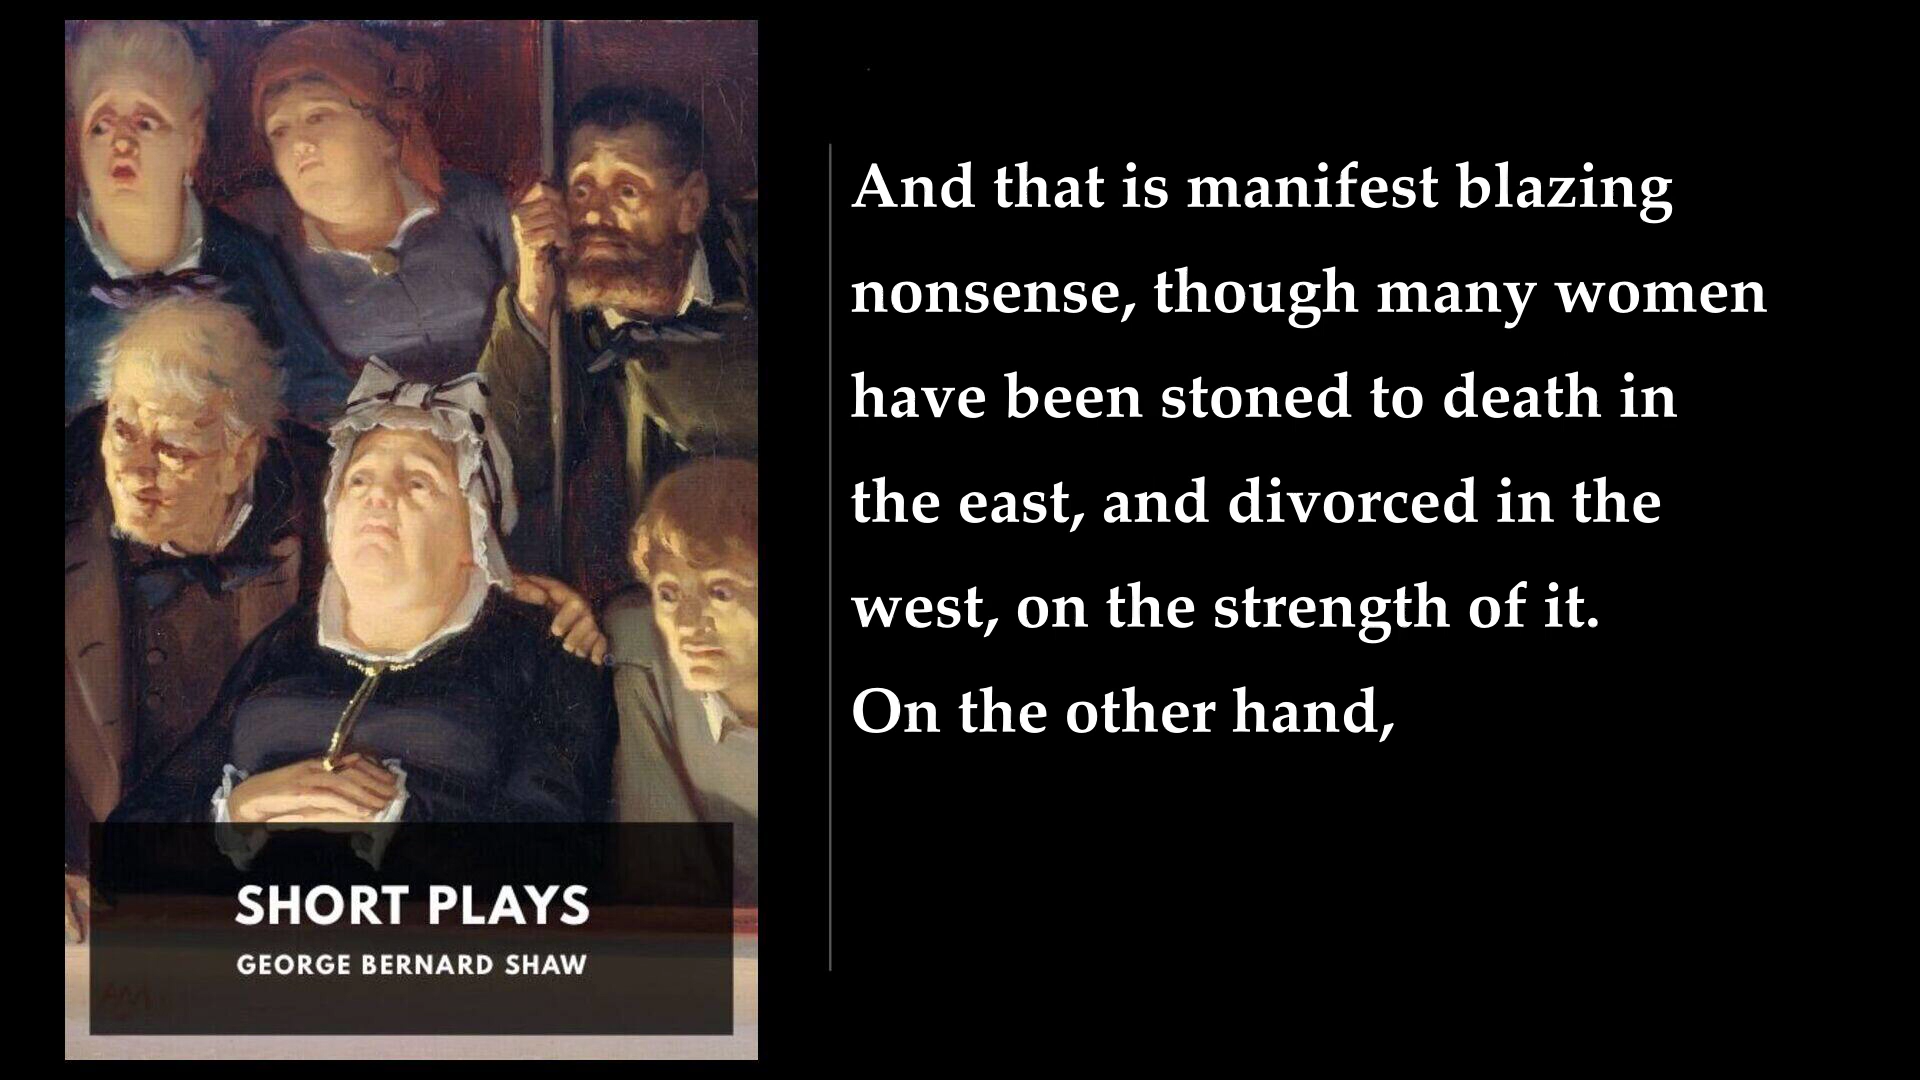 And that is manifest blazing
nonsense, though many women
have been stoned to death in
the east, and divorced in the
west, on the strength of it.
On the other hand,
SHORT PLAYS
GEORGE BERNARD SHAW